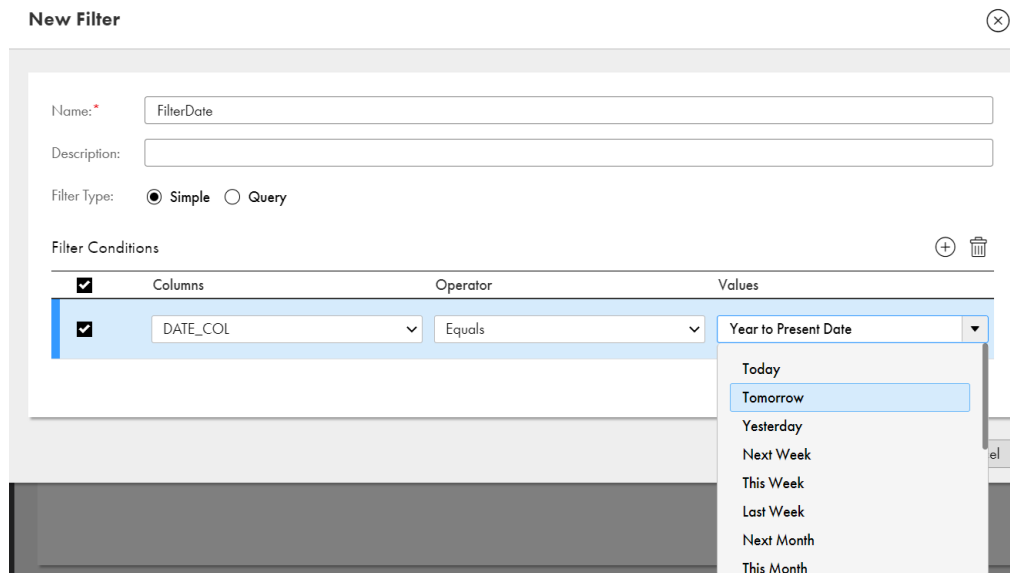 New Filter
Name:*
FilterDate
Description:
Filter Type:
Simple
Query
Filter Conditions
Columns
Operator
Values
DATE_COL
Equals
Year to Present Date
Today
Tomorrow
Yesterday
Next Week
This Week
el
Last Week
Next Month
This Month